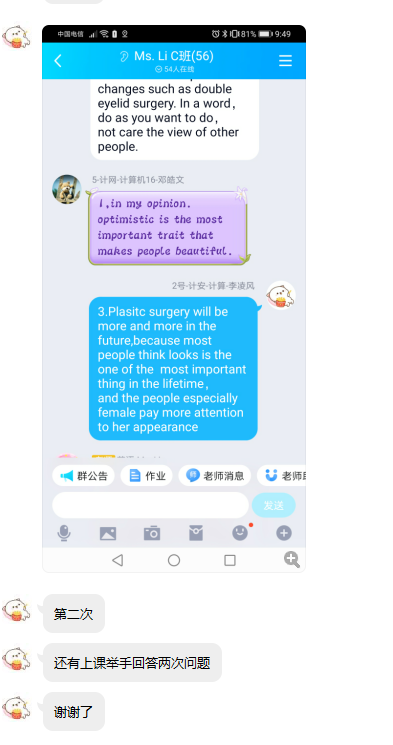 中国电信 81% 9:49
Ms. Li C班(56)
54人在线
changes such as double
eyelid surgery. In a word,
do as you want to do,
not care the view of other
people.
5-计网-计算机16-邓皓文
1,in my opinion,
optimistic is the most
important trait that
makes people beautiful.
2号-计安-计算-李凌风
3.Plasitc surgery will be
more and more in the
future,because most
people think looks is the
one of the most important
thing in the lifetime,
and the people especially
female pay more attention
to her appearance
群公告 作业 老师消息 老师
发送
第二次
还有上课举手回答两次问题
谢谢了